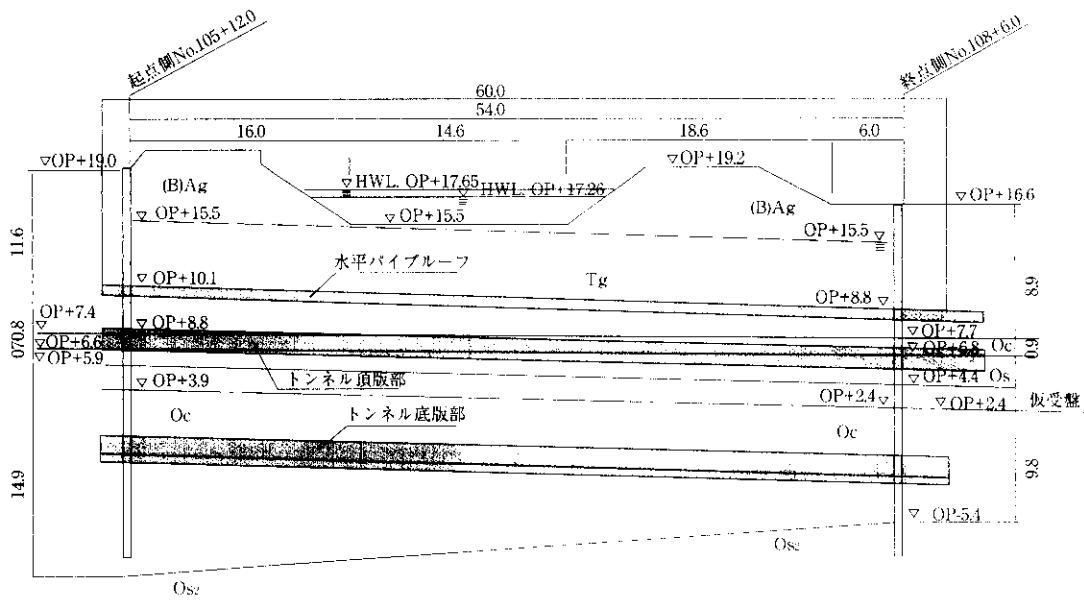 起点側No.105+12.0
終点側No.108+6.0
60.0
54.0
16.0
14.6
18.6
6.0
▽OP+19.0
▽OP+19.2
(B)Ag
▽HWL. OP+17.65
▽HWL. OP+17.26
▽OP+16.6
▽OP+15.5
▽OP+15.5
(B)Ag
OP+15.5
▽
11.6
水平パイプルーフ
Tg
8.9
▽OP+10.1
OP+8.8
▽
OP+7.4
▽
▽OP+8.8
▽OP+7.7
Oc
070.8
▽OP+6.6
▽OP+6.8
0.9
▽OP+5.9
トンネル頂版部
▽OP+4.4
Os
▽OP+3.9
OP+2.4▽
▽OP+2.4
仮受盤
Oc
トンネル底版部
Oc
14.9
9.8
▽OP-5.4
Os₂
Os₂